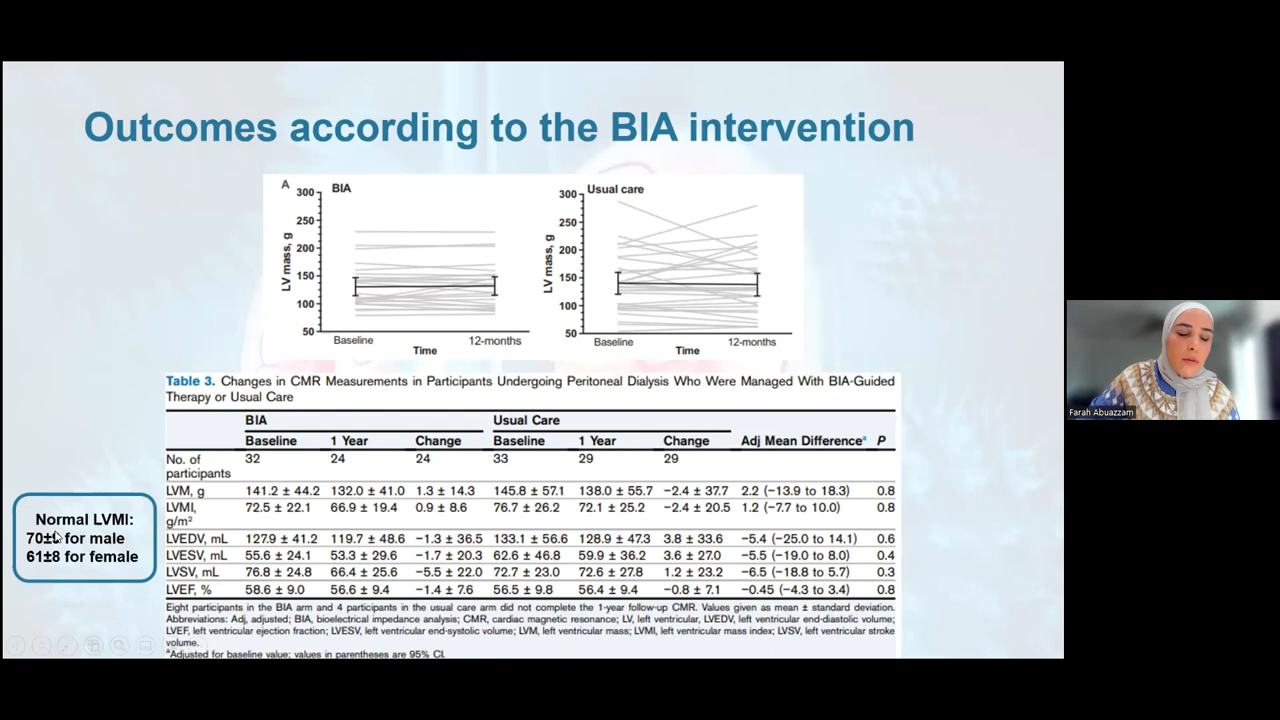 Outcomes according to the BIA intervention
A
BIA
300
250
200
150
100
50
LV mass, g
Baseline
12-months
Time
Usual care
300
250
200
150
100
50
LV mass, g
Baseline
12-months
Time
Table 3. Changes in CMR Measurements in Participants Undergoing Peritoneal Dialysis Who Were Managed With BIA-Guided
Therapy or Usual Care
BIA Usual Care
Baseline 1 Year Change Baseline 1 Year Change Adj Mean Differenceᵃ P
No. of participants 32 24 24 33 29 29
LVM, g 141.2 ± 44.2 132.0 ± 41.0 1.3 ± 14.3 145.8 ± 57.1 138.0 ± 55.7 −2.4 ± 37.7 2.2 (−13.9 to 18.3) 0.8
LVMI, g/m² 72.5 ± 22.1 66.9 ± 19.4 0.9 ± 8.6 76.7 ± 26.2 72.1 ± 25.2 −2.4 ± 20.5 1.2 (−7.7 to 10.0) 0.8
LVEDV, mL 127.9 ± 41.2 119.7 ± 48.6 −1.3 ± 36.5 133.1 ± 56.6 128.9 ± 47.3 3.8 ± 33.6 −5.4 (−25.0 to 14.1) 0.6
LVESV, mL 55.6 ± 24.1 53.3 ± 29.6 −1.7 ± 20.3 62.6 ± 46.8 59.9 ± 36.2 3.6 ± 27.0 −5.5 (−19.0 to 8.0) 0.4
LVSV, mL 76.8 ± 24.8 66.4 ± 25.6 −5.5 ± 22.0 72.7 ± 23.0 72.6 ± 27.8 1.2 ± 23.2 −6.5 (−18.8 to 5.7) 0.3
LVEF, % 58.6 ± 9.0 56.6 ± 9.4 −1.4 ± 7.6 56.5 ± 9.8 56.4 ± 9.4 −0.8 ± 7.1 −0.45 (−4.3 to 3.4) 0.8
Eight participants in the BIA arm and 4 participants in the usual care arm did not complete the 1-year follow-up CMR. Values given as mean ± standard deviation.
Abbreviations: Adj, adjusted; BIA, bioelectrical impedance analysis; CMR, cardiac magnetic resonance; LV, left ventricular, LVEDV, left ventricular end-diastolic volume;
LVEF, left ventricular ejection fraction; LVESV, left ventricular end-systolic volume; LVM, left ventricular mass; LVMI, left ventricular mass index; LVSV, left ventricular stroke
volume.
ᵃAdjusted for baseline value; values in parentheses are 95% CI.
Normal LVMI:
for male
61±8 for female
Farah Abuazzam